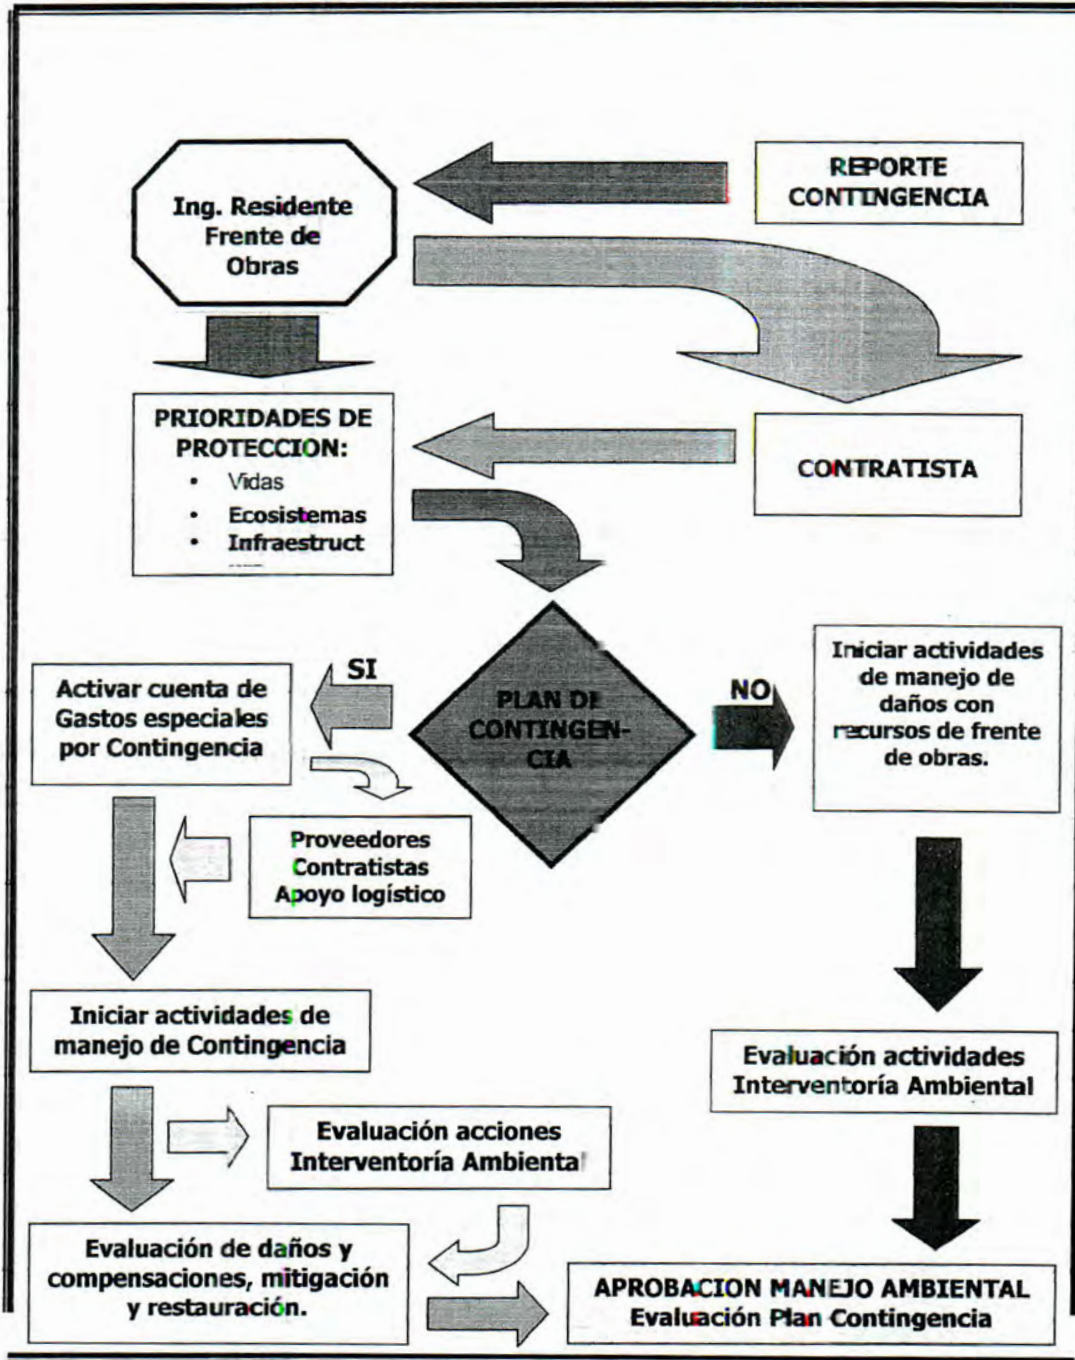 REPORTE
CONTINGENCIA
Ing. Residente
Frente de
Obras
PRIORIDADES DE
PROTECCION:
• Vidas
• Ecosistemas
• Infraestruct
CONTRATISTA
PLAN DE
CONTINGEN-
CIA
SI
NO
Activar cuenta de
Gastos especiales
por Contingencia
Iniciar actividades
de manejo de
daños con
recursos de frente
de obras.
Proveedores
Contratistas
Apoyo logístico
Iniciar actividades de
manejo de Contingencia
Evaluación actividades
Interventoría Ambiental
Evaluación acciones
Interventoría Ambiental
Evaluación de daños y
compensaciones, mitigación
y restauración.
APROBACION MANEJO AMBIENTAL
Evaluación Plan Contingencia